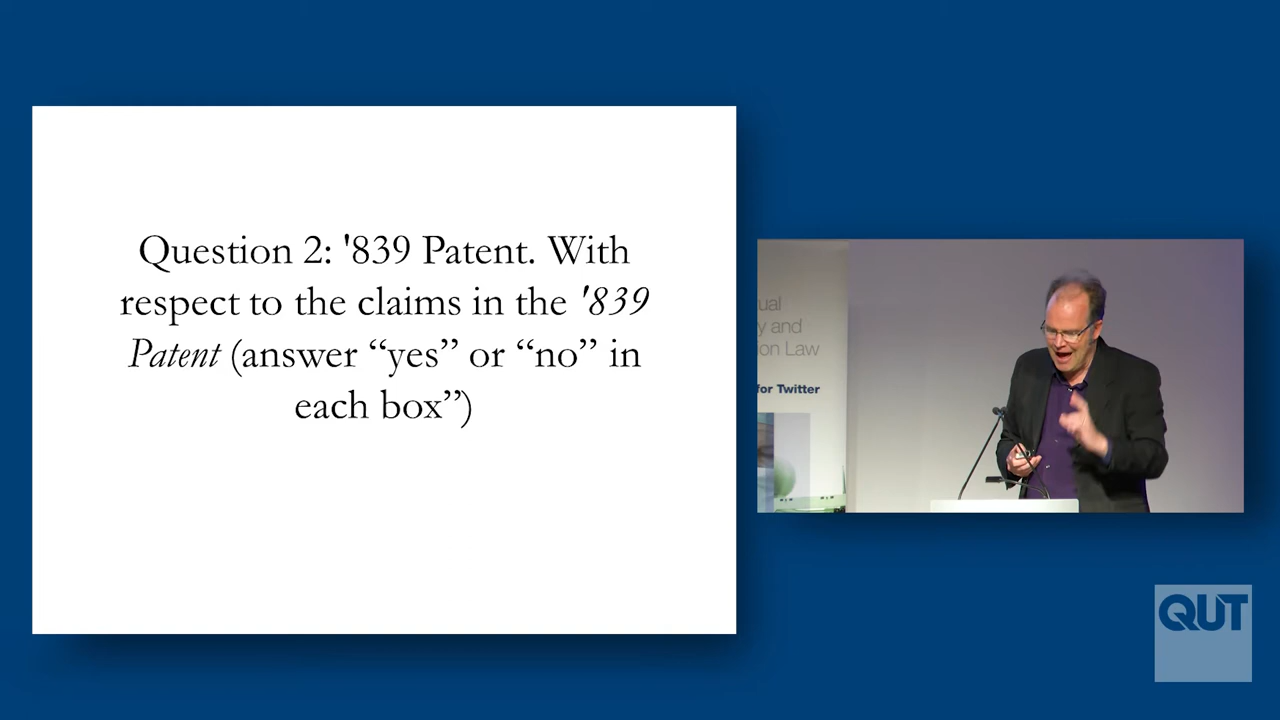 Question 2: '839 Patent. With
respect to the claims in the '839
Patent (answer “yes” or “no” in
each box”)
ual
y and
ion Law
for Twitter
QUT